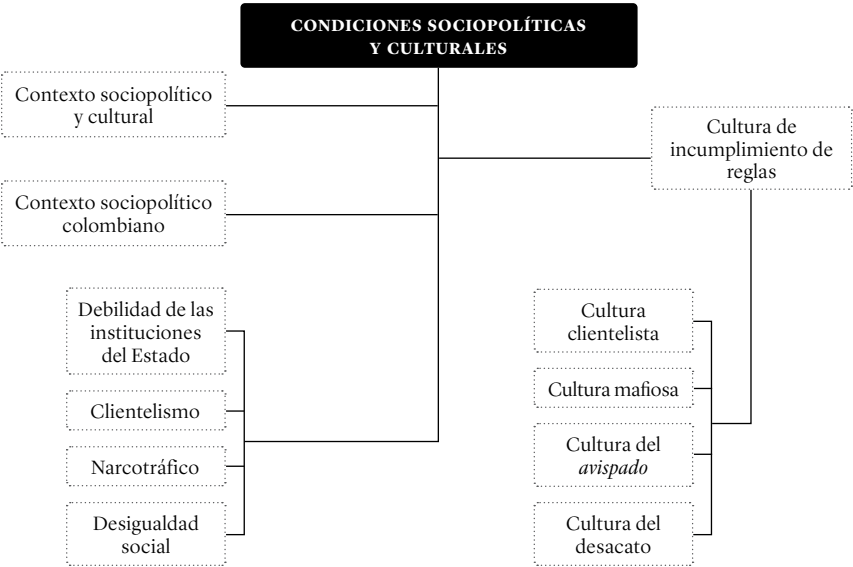 CONDICIONES SOCIOPOLÍTICAS
Y CULTURALES
Contexto sociopolítico
y cultural
Contexto sociopolítico
colombiano
Debilidad de las
instituciones
del Estado
Clientelismo
Narcotráfico
Desigualdad
social
Cultura de
incumplimiento de
reglas
Cultura
clientelista
Cultura mafiosa
Cultura del
avispado
Cultura del
desacato